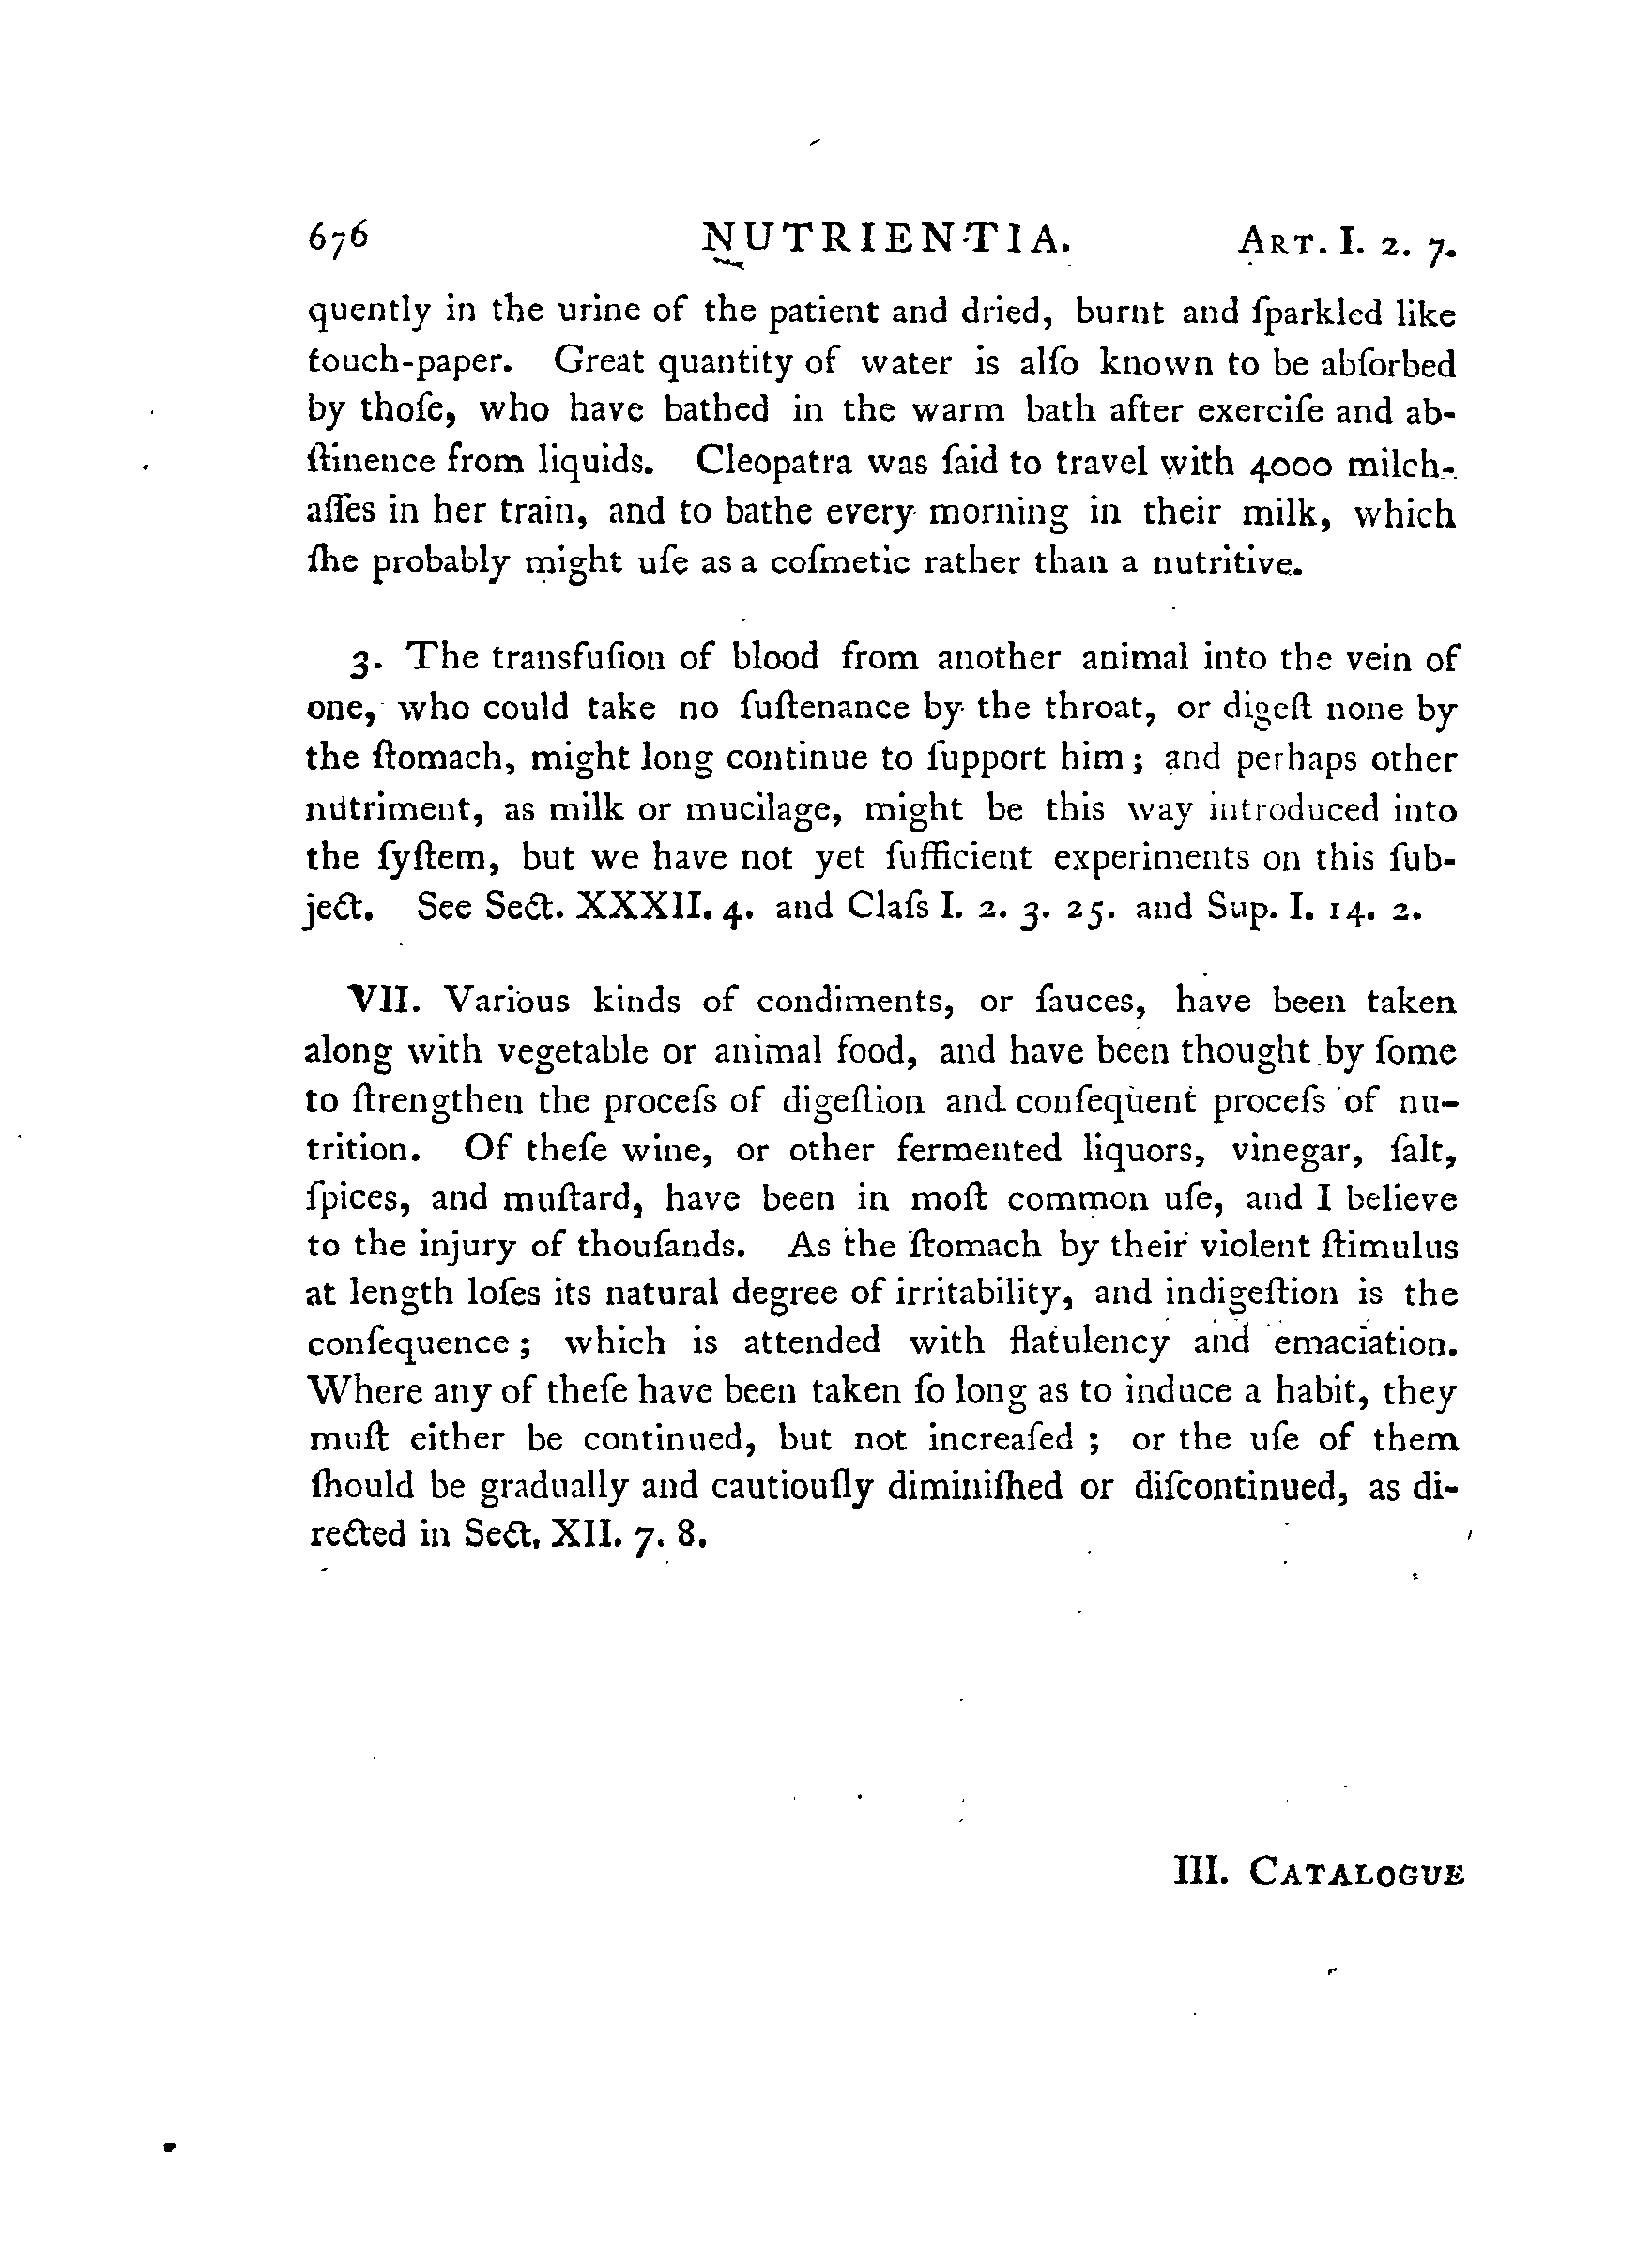 676 NUTRIENTIA. ART. I. 2. 7.
quently in the urine of the patient and dried, burnt and ſparkled like
touch-paper. Great quantity of water is alſo known to be abſorbed
by thoſe, who have bathed in the warm bath after exerciſe and ab-
ſtinence from liquids. Cleopatra was ſaid to travel with 4000 milch-
aſſes in her train, and to bathe every morning in their milk, which
ſhe probably might uſe as a coſmetic rather than a nutritive.
3. The transfuſion of blood from another animal into the vein of
one, who could take no ſuſtenance by the throat, or digeſt none by
the ſtomach, might long continue to ſupport him; and perhaps other
nutriment, as milk or mucilage, might be this way introduced into
the ſyſtem, but we have not yet ſufficient experiments on this ſub-
ject. See Sect. XXXII. 4. and Claſs I. 2. 3. 25. and Sup. I. 14. 2.
VII. Various kinds of condiments, or ſauces, have been taken
along with vegetable or animal food, and have been thought by ſome
to ſtrengthen the proceſs of digeſtion and conſequent proceſs of nu-
trition. Of theſe wine, or other fermented liquors, vinegar, ſalt,
ſpices, and muſtard, have been in moſt common uſe, and I believe
to the injury of thouſands. As the ſtomach by their violent ſtimulus
at length loſes its natural degree of irritability, and indigeſtion is the
conſequence; which is attended with flatulency and emaciation.
Where any of theſe have been taken ſo long as to induce a habit, they
muſt either be continued, but not increaſed; or the uſe of them
ſhould be gradually and cautiouſly diminiſhed or diſcontinued, as di-
rected in Sect. XII. 7. 8.
III. CATALOGUE